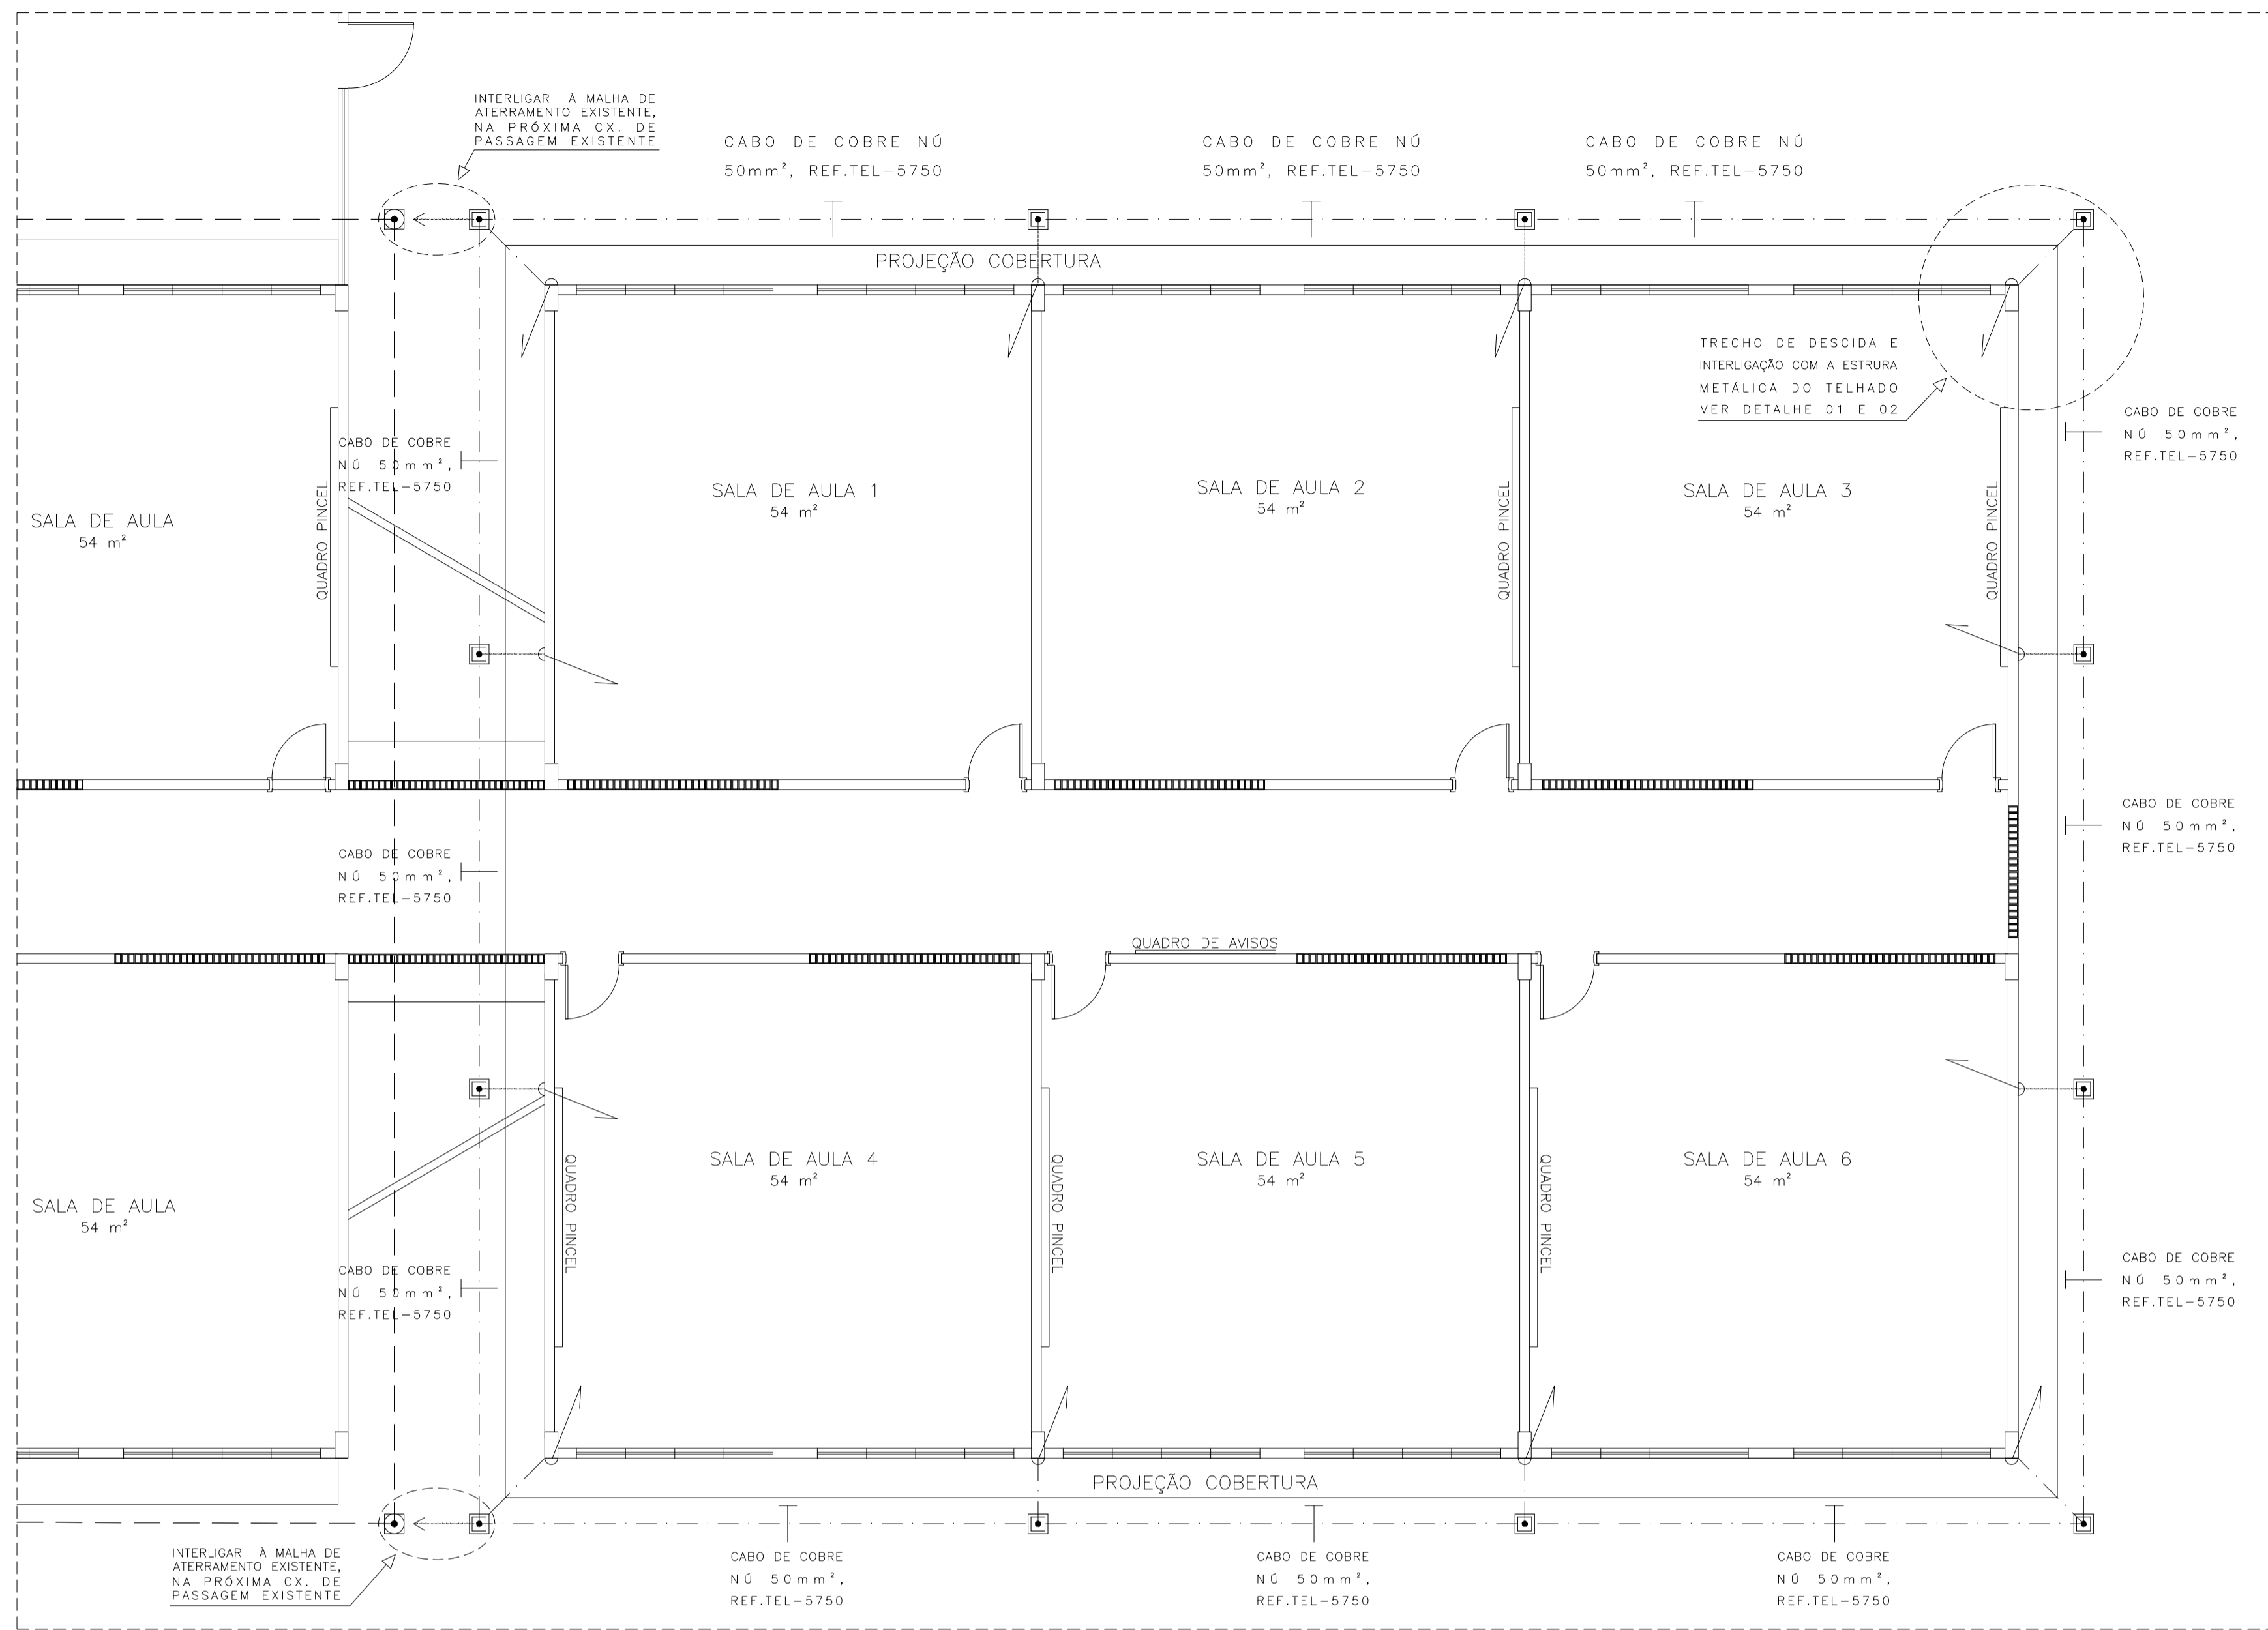 INTERLIGAR À MALHA DE
ATERRAMENTO EXISTENTE,
NA PRÓXIMA CX. DE
PASSAGEM EXISTENTE
CABO DE COBRE NÚ
50mm², REF.TEL-5750
CABO DE COBRE NÚ
50mm², REF.TEL-5750
CABO DE COBRE NÚ
50mm², REF.TEL-5750
PROJEÇÃO COBERTURA
TRECHO DE DESCIDA E
INTERLIGAÇÃO COM A ESTRURA
METÁLICA DO TELHADO
VER DETALHE 01 E 02
CABO DE COBRE
NÚ 50mm²,
REF.TEL-5750
CABO DE COBRE
NÚ 50mm²,
REF.TEL-5750
SALA DE AULA
54 m²
QUADRO PINCEL
SALA DE AULA 1
54 m²
SALA DE AULA 2
54 m²
QUADRO PINCEL
SALA DE AULA 3
54 m²
QUADRO PINCEL
CABO DE COBRE
NÚ 50mm²,
REF.TEL-5750
CABO DE COBRE
NÚ 50mm²,
REF.TEL-5750
QUADRO DE AVISOS
SALA DE AULA
54 m²
SALA DE AULA 4
54 m²
QUADRO PINCEL
SALA DE AULA 5
54 m²
QUADRO PINCEL
SALA DE AULA 6
54 m²
QUADRO PINCEL
CABO DE COBRE
NÚ 50mm²,
REF.TEL-5750
CABO DE COBRE
NÚ 50mm²,
REF.TEL-5750
PROJEÇÃO COBERTURA
INTERLIGAR À MALHA DE
ATERRAMENTO EXISTENTE,
NA PRÓXIMA CX. DE
PASSAGEM EXISTENTE
CABO DE COBRE
NÚ 50mm²,
REF.TEL-5750
CABO DE COBRE
NÚ 50mm²,
REF.TEL-5750
CABO DE COBRE
NÚ 50mm²,
REF.TEL-5750